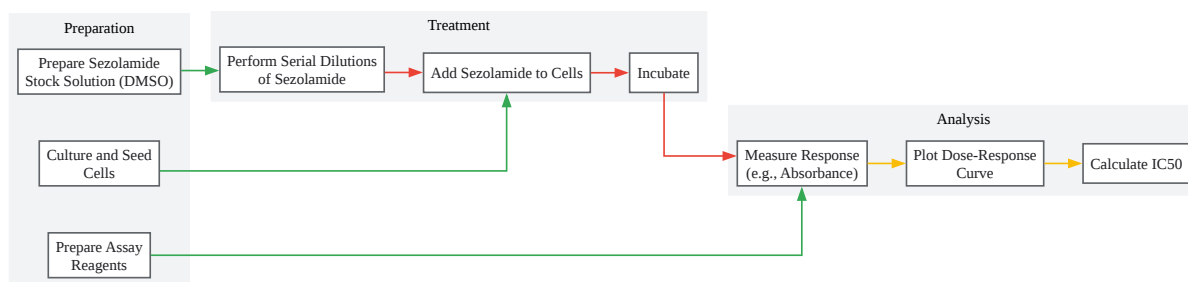 Preparation
Prepare Sezolamide
Stock Solution (DMSO)
Culture and Seed
Cells
Prepare Assay
Reagents
Treatment
Perform Serial Dilutions
of Sezolamide
Add Sezolamide to Cells
Incubate
Analysis
Measure Response
(e.g., Absorbance)
Plot Dose-Response
Curve
Calculate IC50